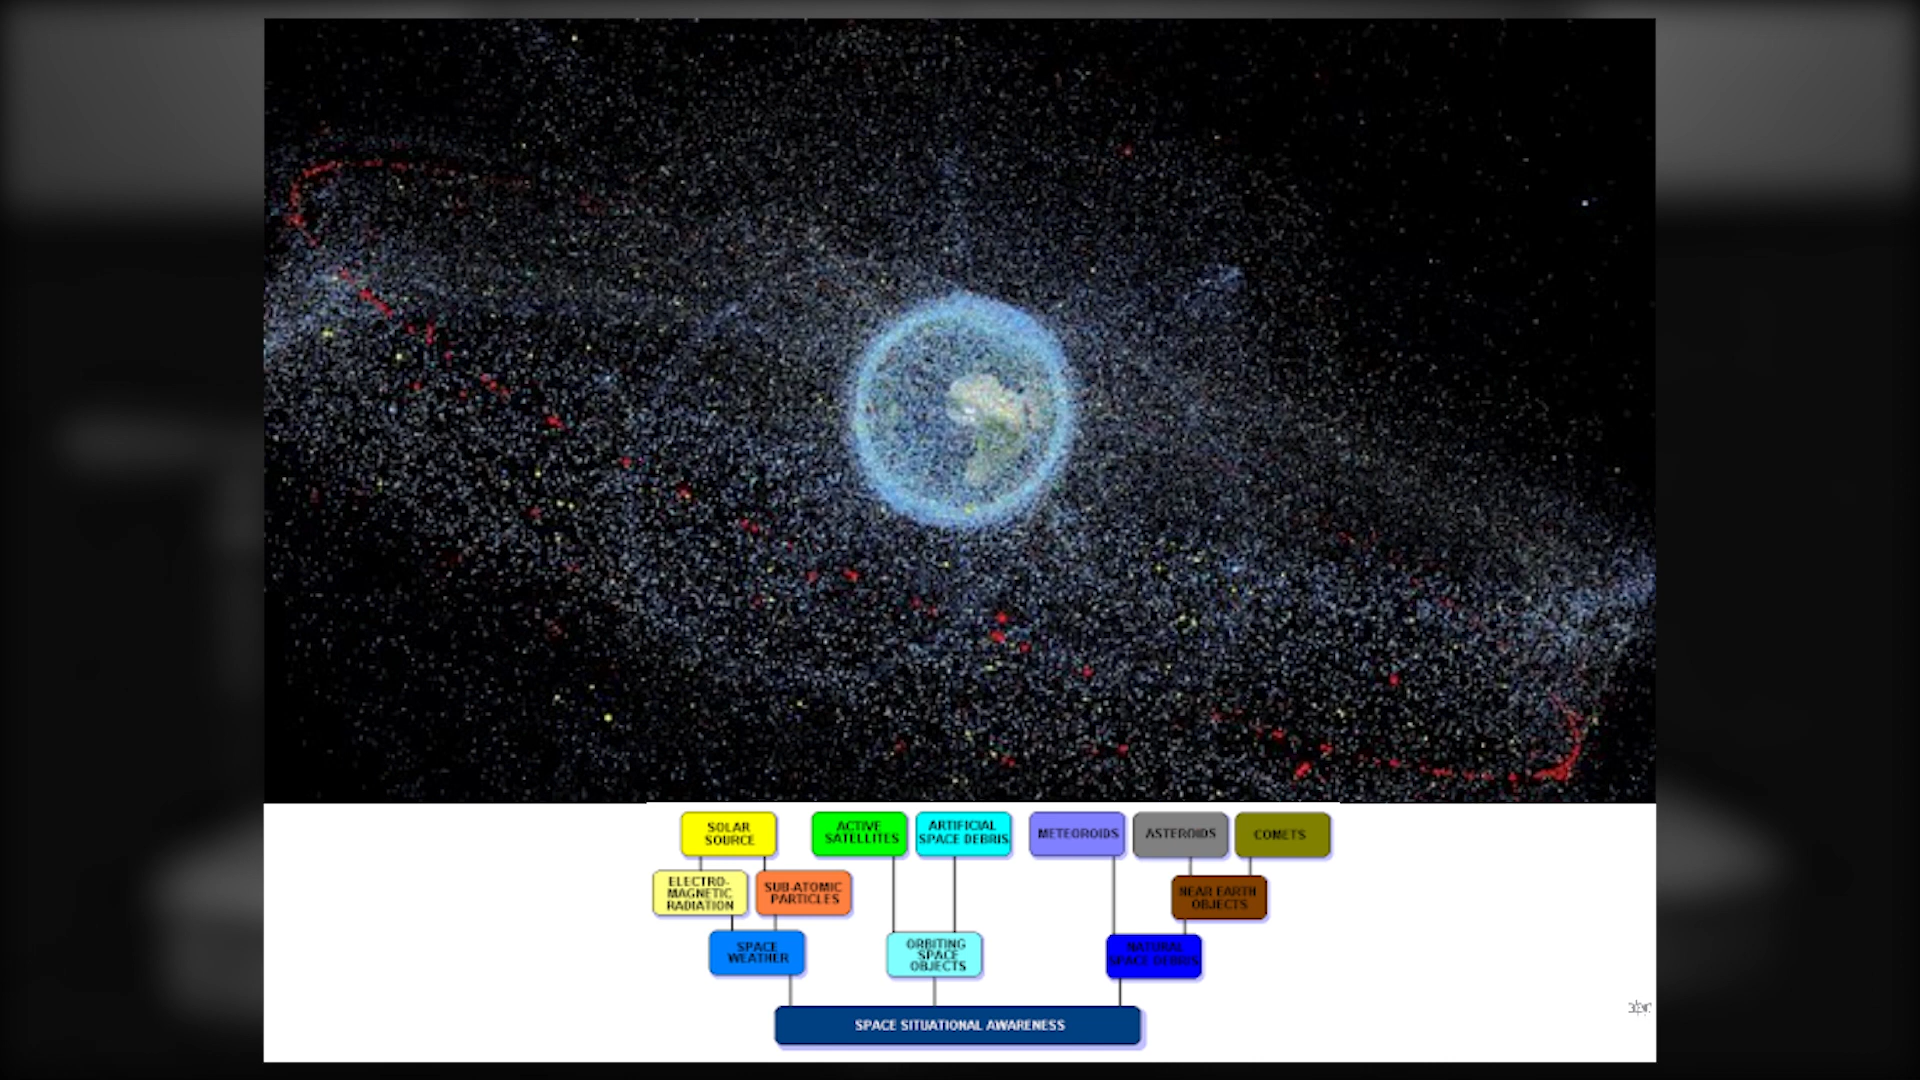 SOLAR
SOURCE
ACTIVE
SATELLITES
ARTIFICIAL
SPACE DEBRIS
METEOROIDS
ASTEROIDS
COMETS
ELECTRO-
MAGNETIC
RADIATION
SUB-ATOMIC
PARTICLES
NEAR EARTH
OBJECTS
SPACE
WEATHER
ORBITING
SPACE
OBJECTS
NATURAL
SPACE DEBRIS
SPACE SITUATIONAL AWARENESS